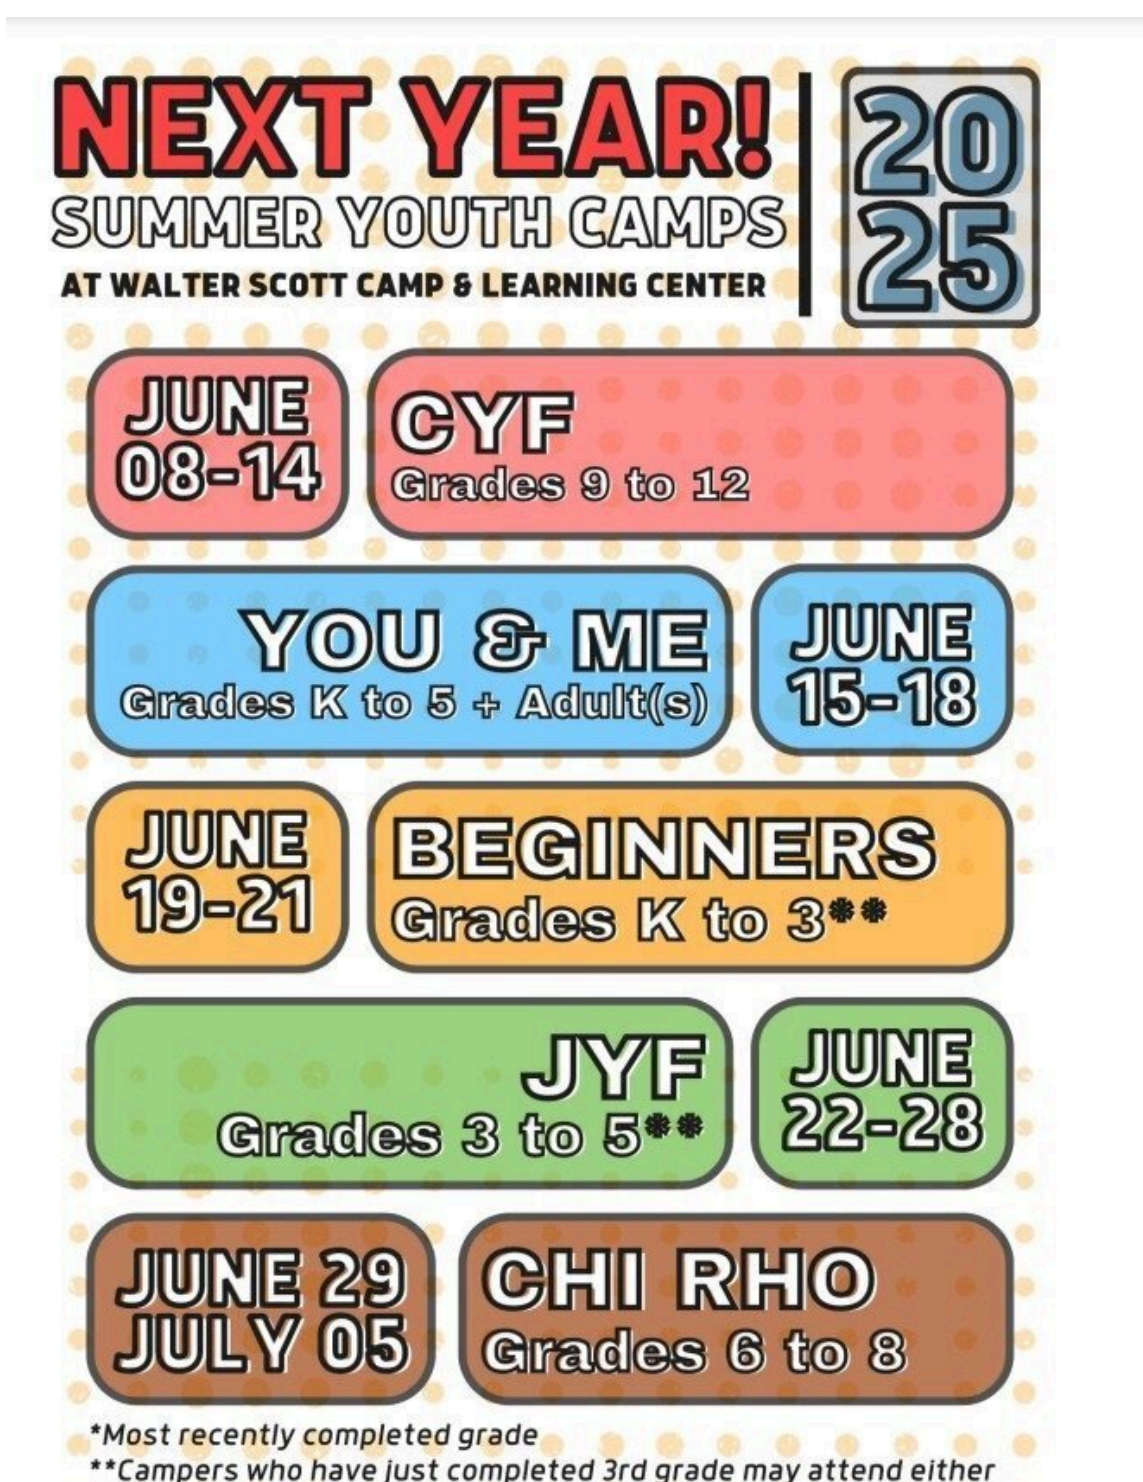 NEXT YEAR!
SUMMER YOUTH CAMPS
AT WALTER SCOTT CAMP & LEARNING CENTER
20
25
JUNE
08-14
CYF
Grades 9 to 12
YOU & ME
Grades K to 5 + Adult(s)
JUNE
15-18
JUNE
19-21
BEGINNERS
Grades K to 3**
JYF
Grades 3 to 5**
JUNE
22-28
JUNE 29
JULY 05
CHI RHO
Grades 6 to 8
*Most recently completed grade
**Campers who have just completed 3rd grade may attend either